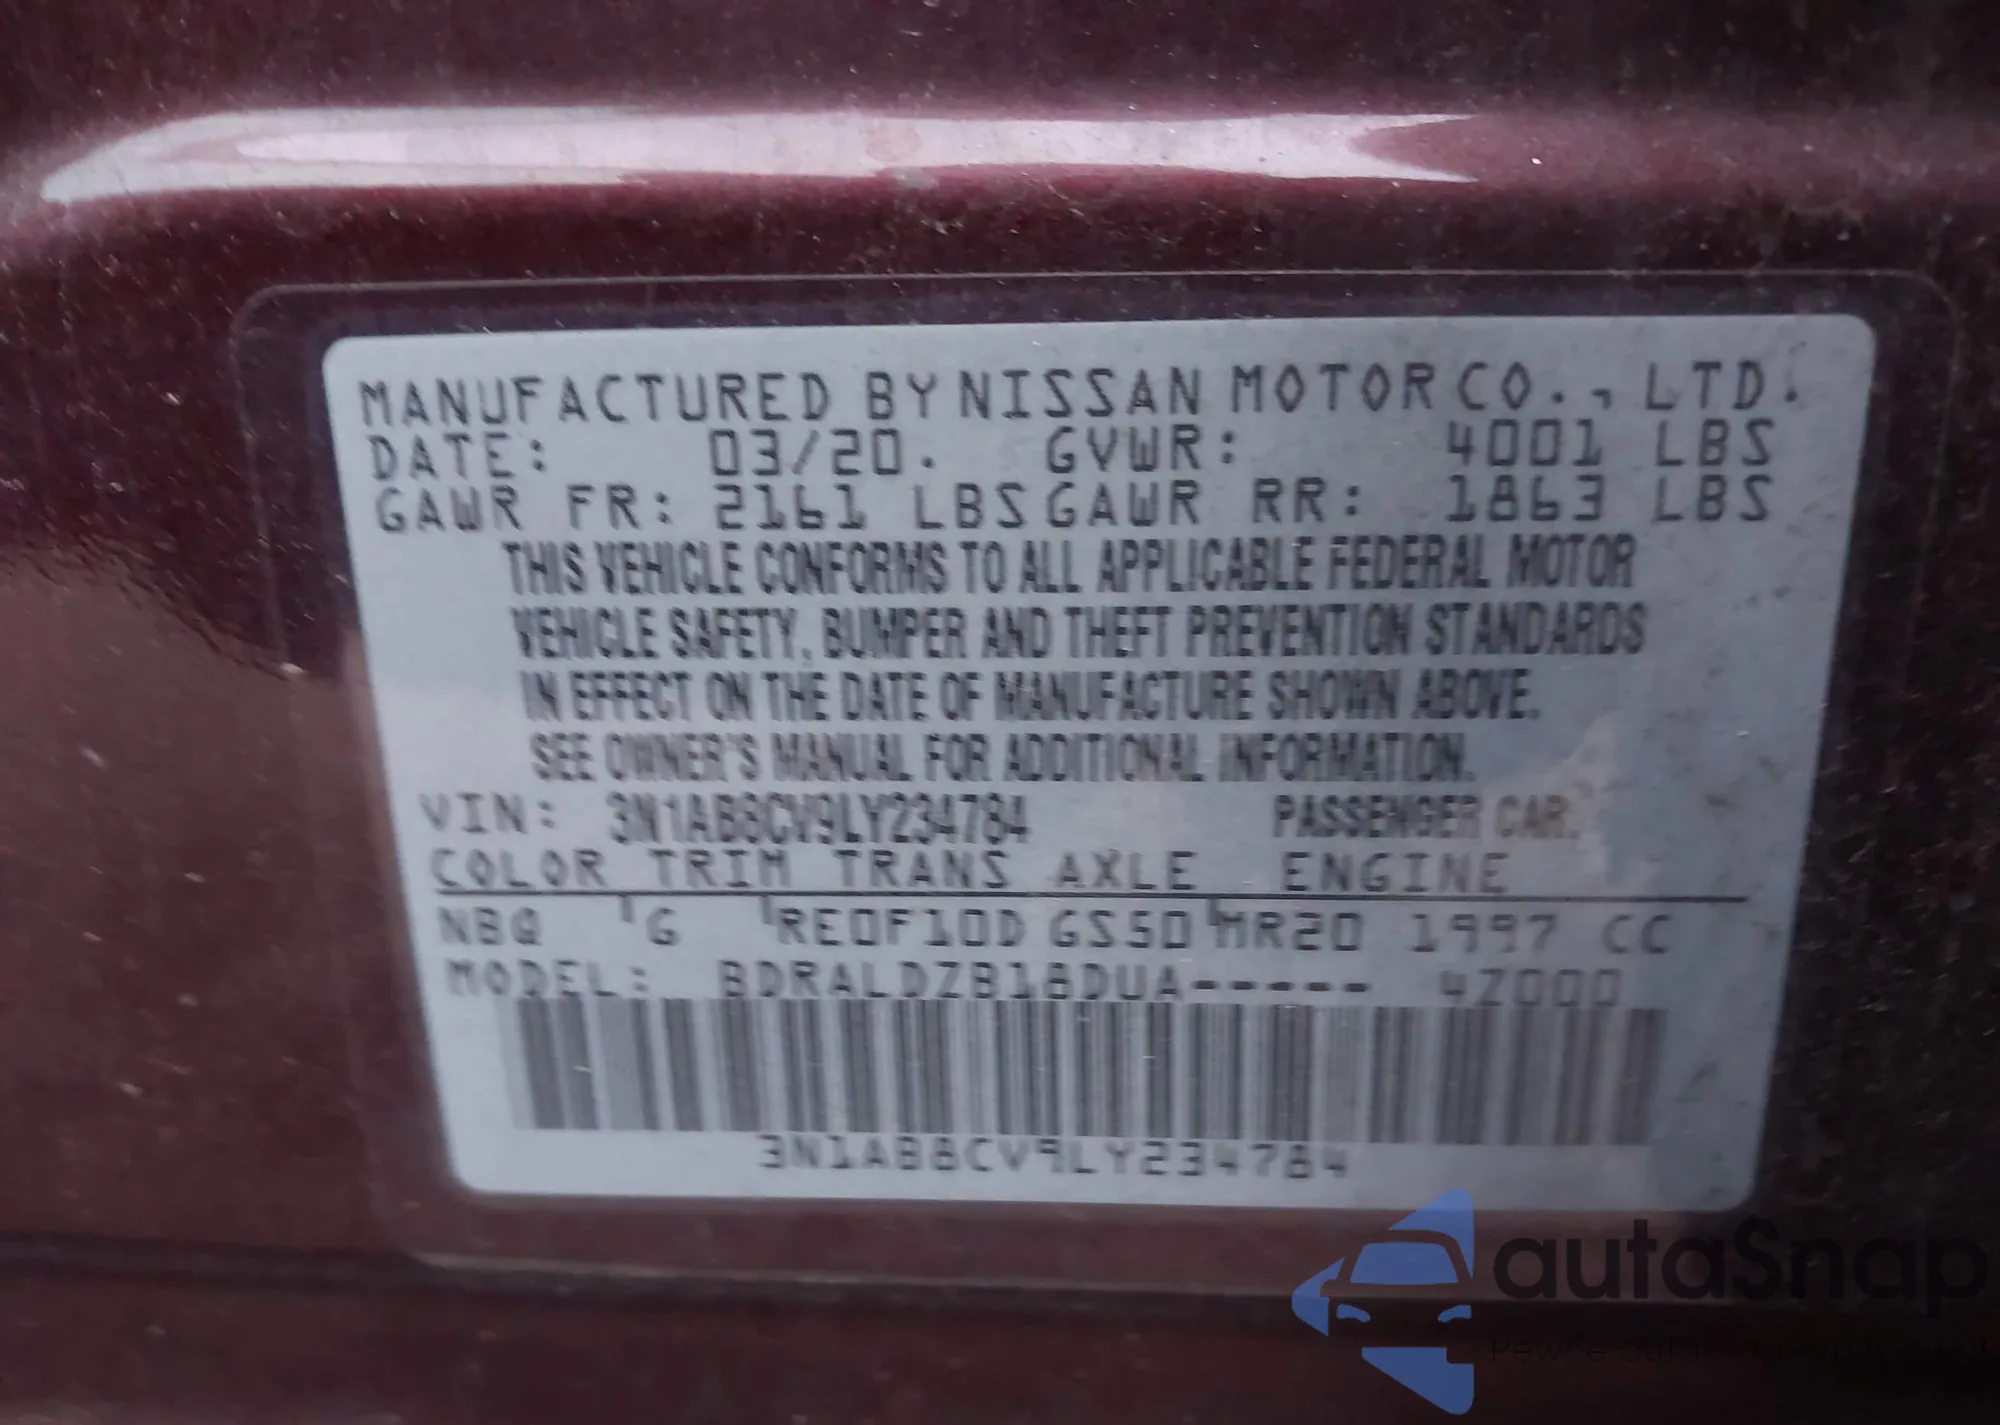 MANUFACTURED BY NISSAN MOTOR CO., LTD.
DATE: 03/20. GVWR: 4001 LBS
GAWR FR: 2161 LBS GAWR RR: 1863 LBS
THIS VEHICLE CONFORMS TO ALL APPLICABLE FEDERAL MOTOR
VEHICLE SAFETY, BUMPER AND THEFT PREVENTION STANDARDS
IN EFFECT ON THE DATE OF MANUFACTURE SHOWN ABOVE.
SEE OWNER'S MANUAL FOR ADDITIONAL INFORMATION.
VIN: 3N1AB8CV9LY234784 PASSENGER CAR
COLOR TRIM TRANS AXLE ENGINE
NBQ G RE0F10D GS50 MR20 1997 CC
MODEL: BDRALDZB18DUA----- 4Z000
3N1AB8CV9LY234784
autaSnap